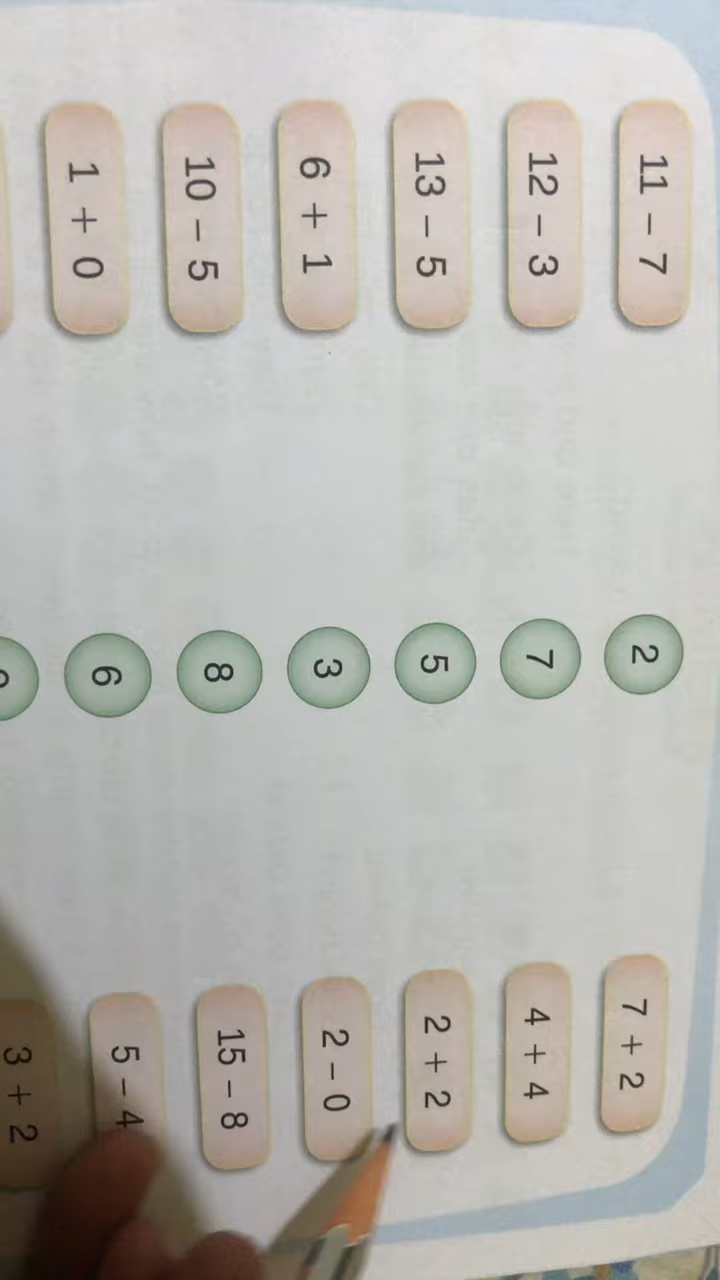 11 − 7 2 7 + 2
12 − 3 7 4 + 4
13 − 5 5 2 + 2
6 + 1 3 2 − 0
10 − 5 8 15 − 8
1 + 0 6 5 − 4
3 + 2